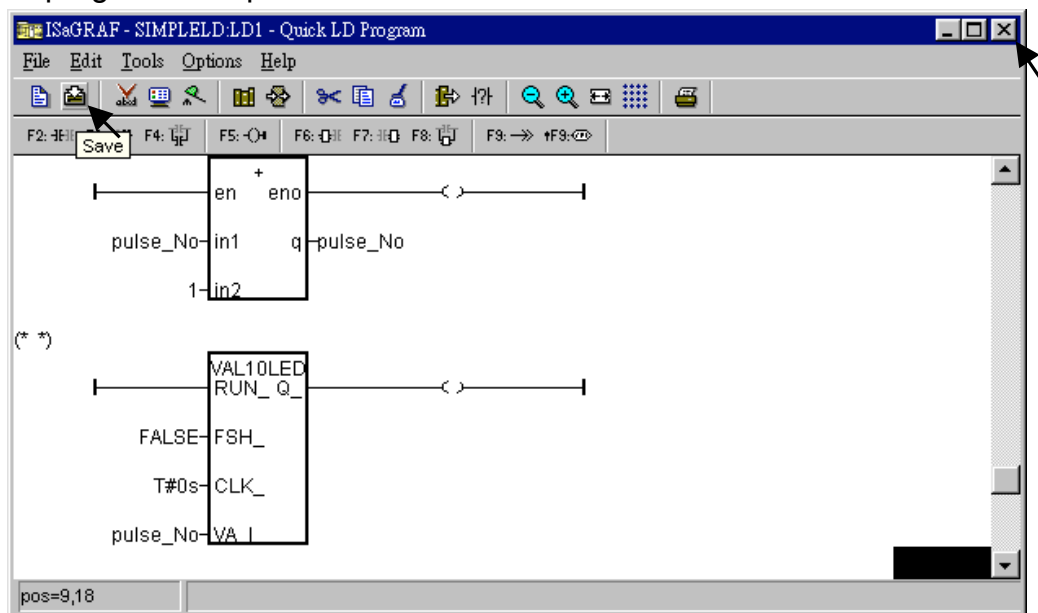 ISaGRAF - SIMPLELD:LD1 - Quick LD Program
File Edit Tools Options Help
F2: F4: F5: F6: F7: F8: F9: F9:
Save
+
en eno
pulse_No in1 q pulse_No
1 in2
(* *)
VAL10LED
RUN_ Q_
FALSE FSH_
T#0s CLK_
pulse_No
pos=9,18